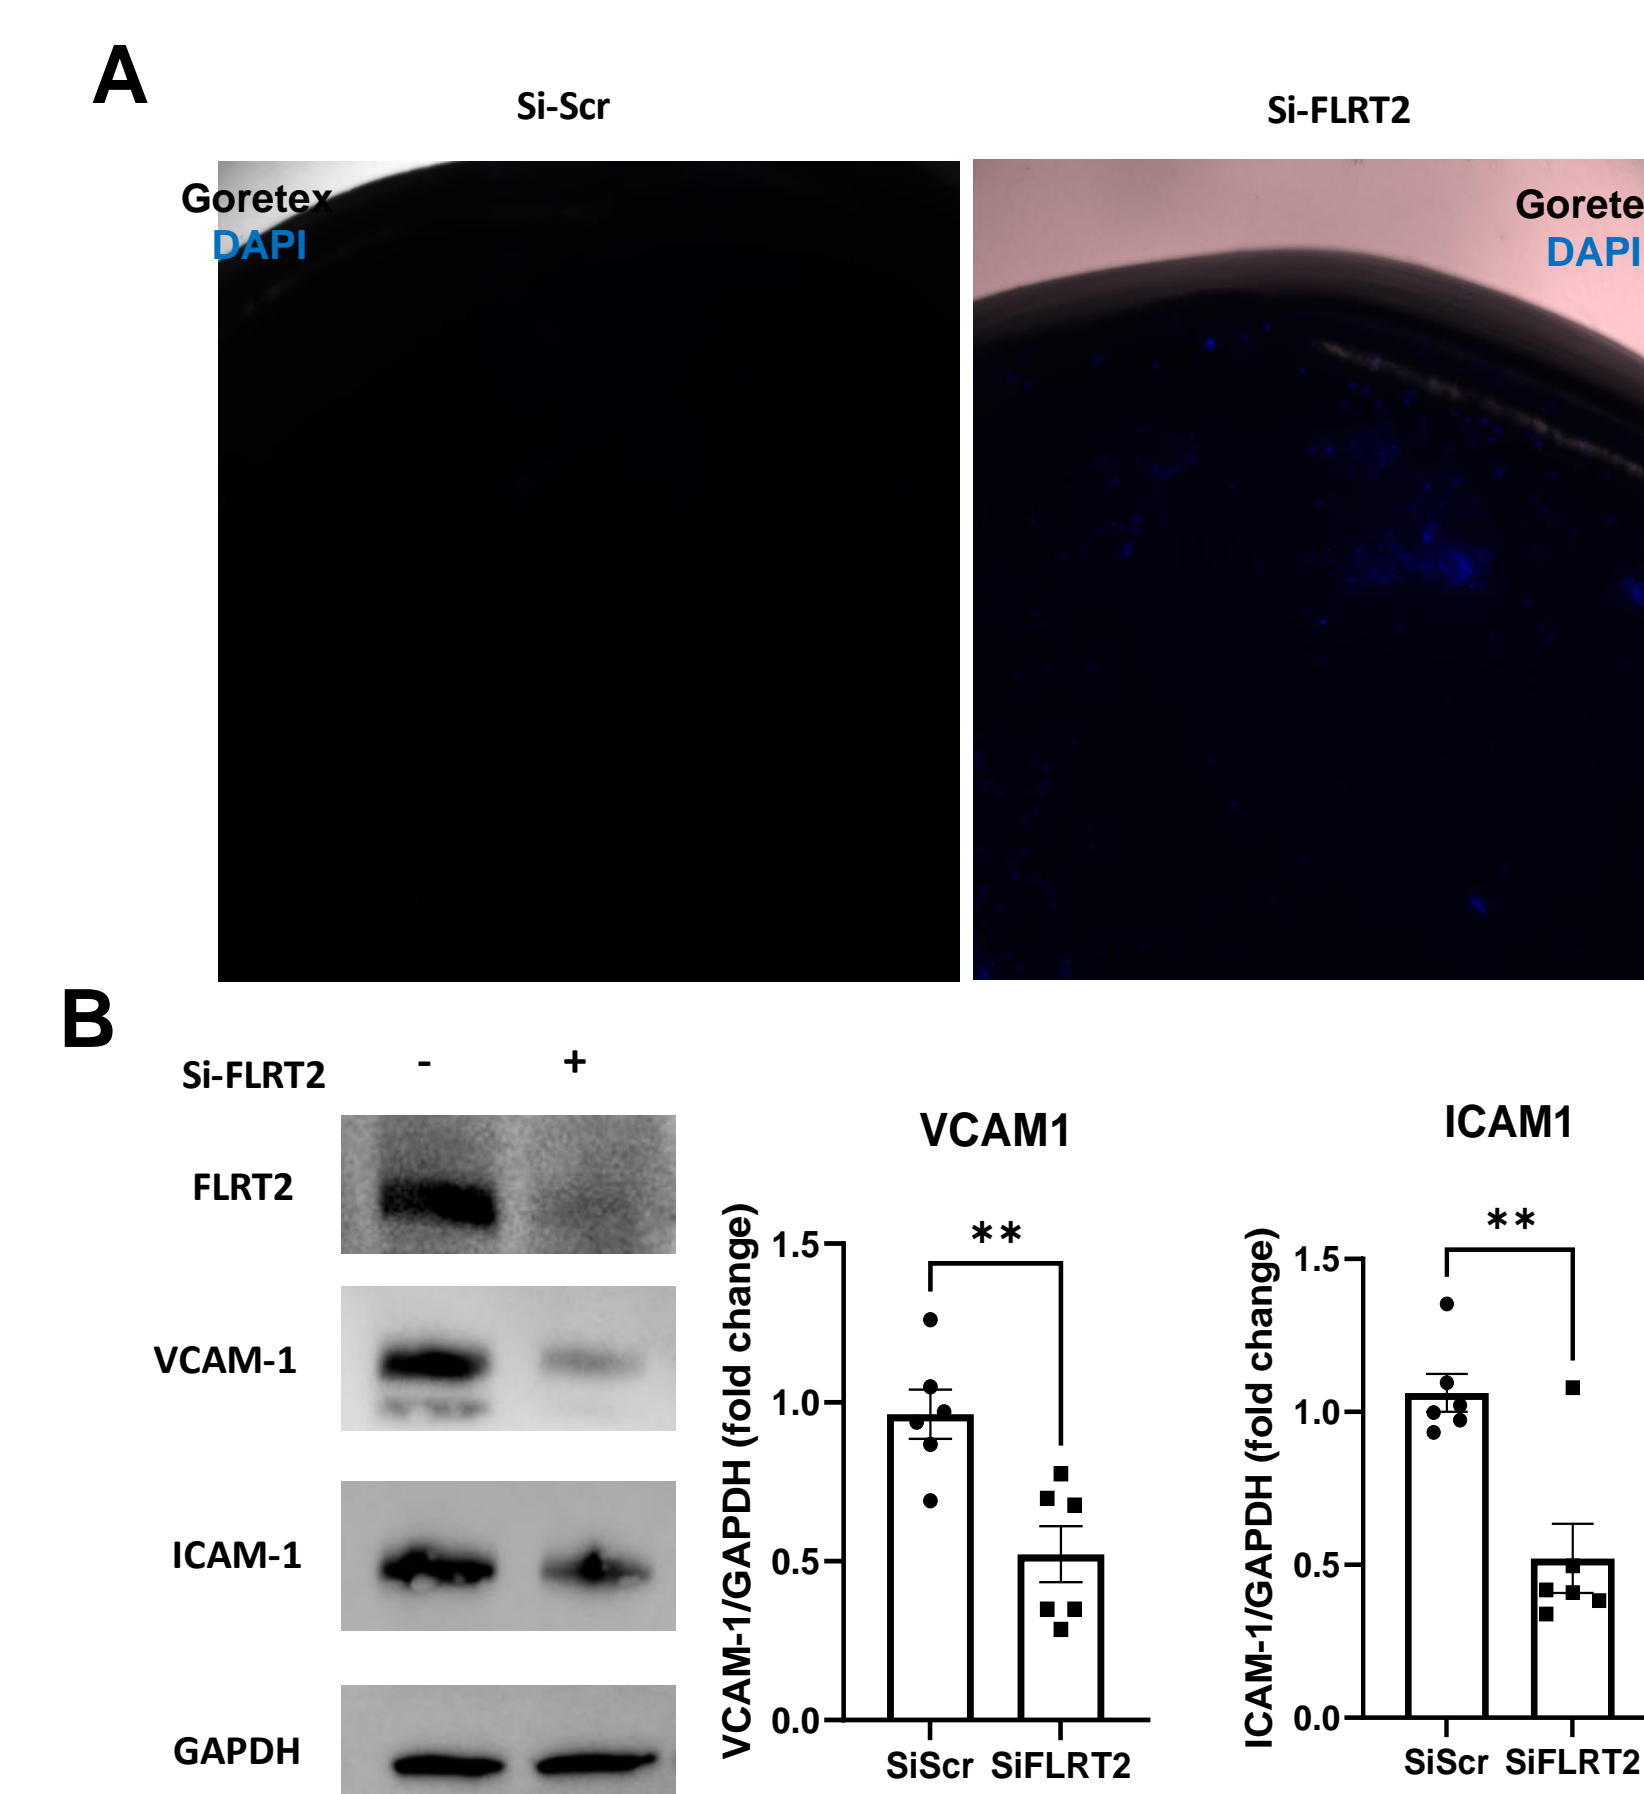 A
Si-Scr
Si-FLRT2
Goretex
DAPI
Gorete
DAPI
B
Si-FLRT2 - +
FLRT2
VCAM-1
ICAM-1
GAPDH
VCAM1
VCAM-1/GAPDH (fold change)
**
1.5
1.0
0.5
0.0
SiScr SiFLRT2
ICAM1
ICAM-1/GAPDH (fold change)
**
1.5
1.0
0.5
0.0
SiScr SiFLRT2